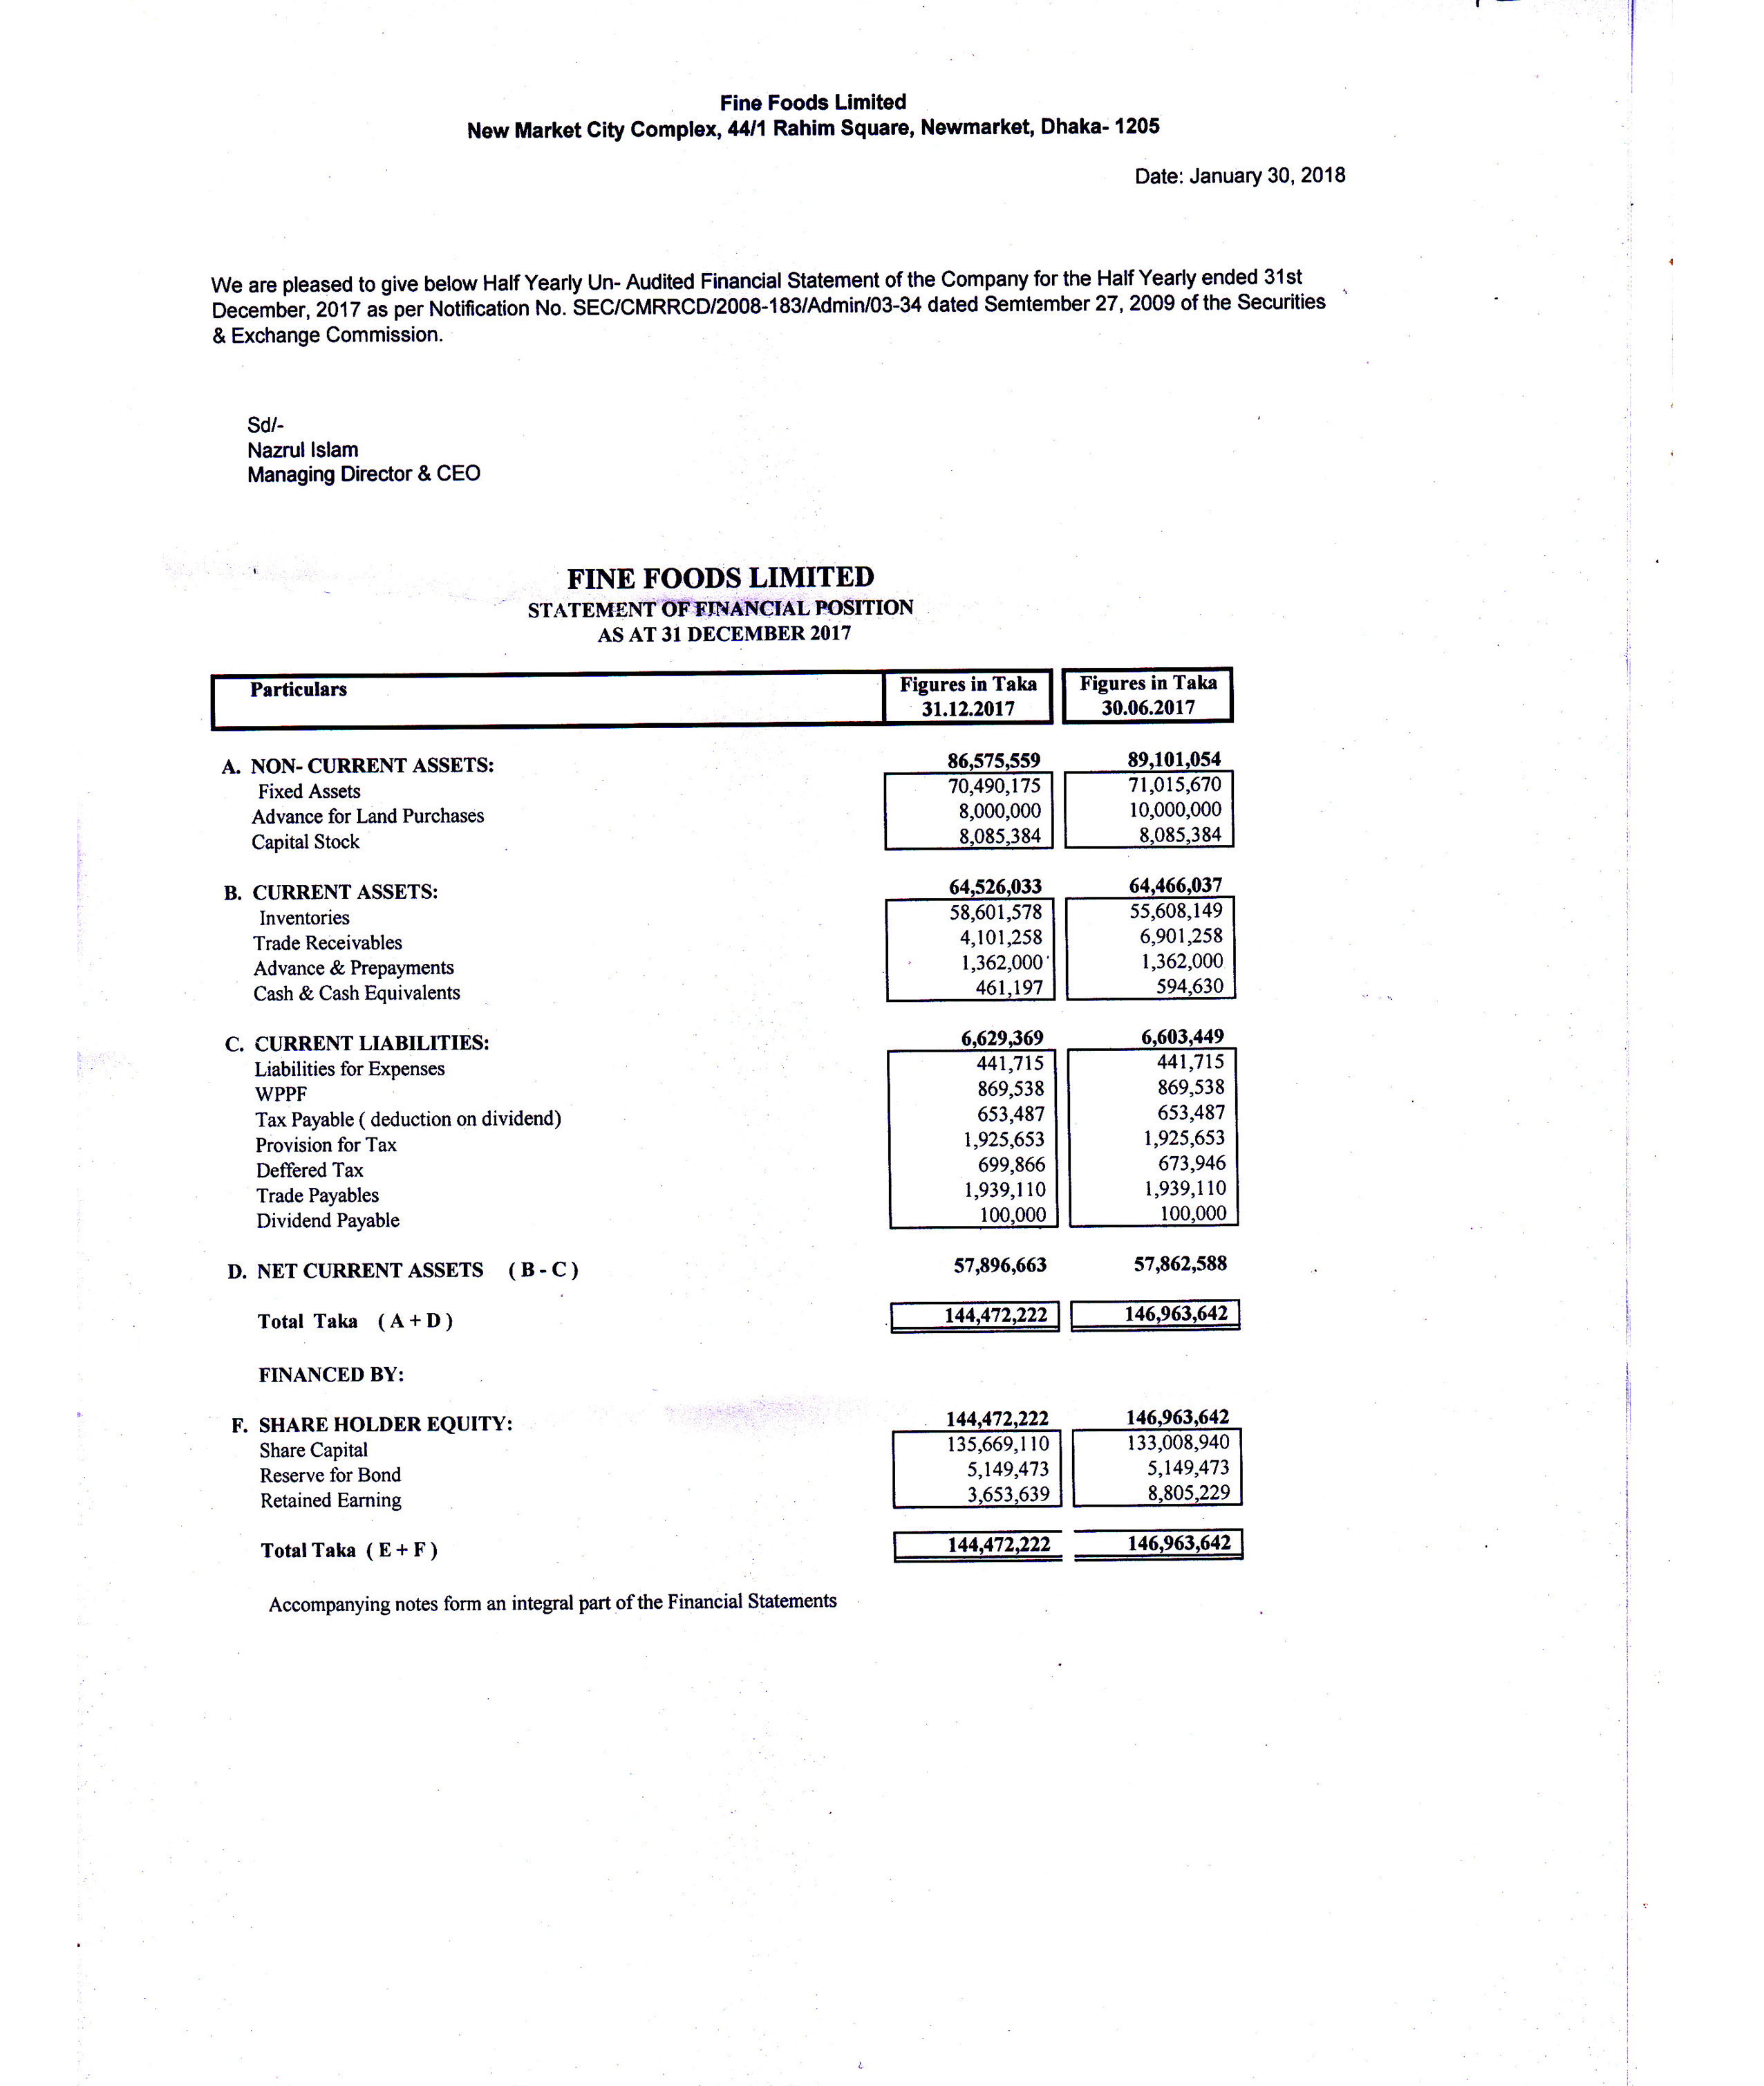 Fine Foods Limited
New Market City Complex, 44/1 Rahim Square, Newmarket, Dhaka- 1205
Date: January 30, 2018
We are pleased to give below Half Yearly Un- Audited Financial Statement of the Company for the Half Yearly ended 31st
December, 2017 as per Notification No. SEC/CMRRCD/2008-183/Admin/03-34 dated Semtember 27, 2009 of the Securities
& Exchange Commission.
Sd/-
Nazrul Islam
Managing Director & CEO
FINE FOODS LIMITED
STATEMENT OF FINANCIAL POSITION
AS AT 31 DECEMBER 2017
Particulars Figures in Taka 31.12.2017 Figures in Taka 30.06.2017
A. NON- CURRENT ASSETS: 86,575,559 89,101,054
Fixed Assets 70,490,175 71,015,670
Advance for Land Purchases 8,000,000 10,000,000
Capital Stock 8,085,384 8,085,384
B. CURRENT ASSETS: 64,526,033 64,466,037
Inventories 58,601,578 55,608,149
Trade Receivables 4,101,258 6,901,258
Advance & Prepayments 1,362,000 1,362,000
Cash & Cash Equivalents 461,197 594,630
C. CURRENT LIABILITIES: 6,629,369 6,603,449
Liabilities for Expenses 441,715 441,715
WPPF 869,538 869,538
Tax Payable ( deduction on dividend) 653,487 653,487
Provision for Tax 1,925,653 1,925,653
Deffered Tax 699,866 673,946
Trade Payables 1,939,110 1,939,110
Dividend Payable 100,000 100,000
D. NET CURRENT ASSETS ( B - C ) 57,896,663 57,862,588
Total Taka ( A + D ) 144,472,222 146,963,642
FINANCED BY:
F. SHARE HOLDER EQUITY: 144,472,222 146,963,642
Share Capital 135,669,110 133,008,940
Reserve for Bond 5,149,473 5,149,473
Retained Earning 3,653,639 8,805,229
Total Taka ( E + F ) 144,472,222 146,963,642
Accompanying notes form an integral part of the Financial Statements